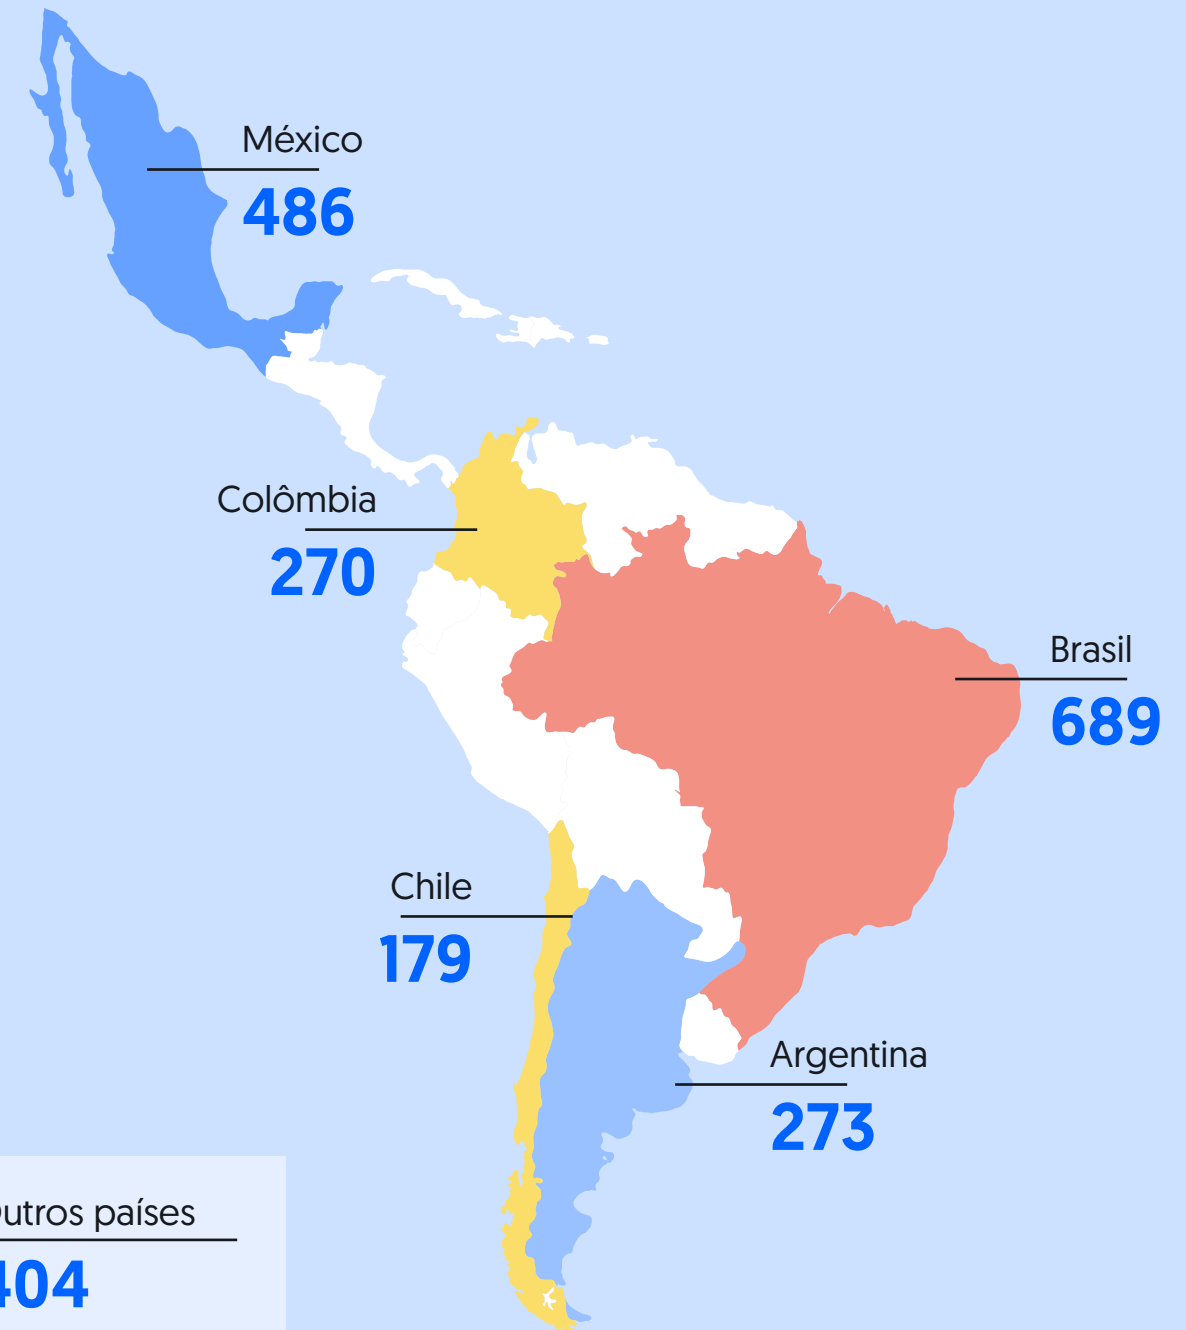 México
486
Colômbia
270
Brasil
689
Chile
179
Argentina
273
utros países
404